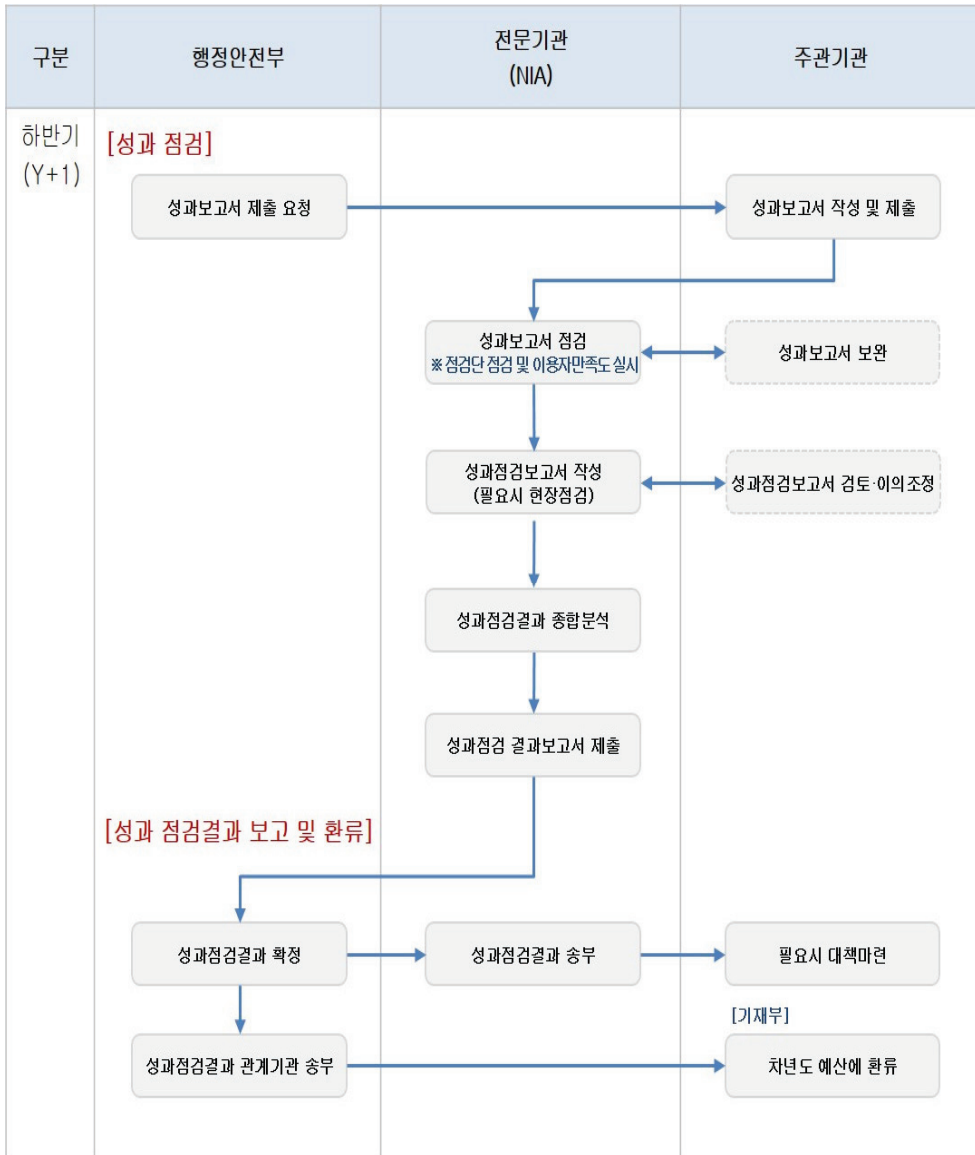 구분
행정안전부
전문기관
(NIA)
주관기관
하반기
(Y+1)
[성과 점검]
성과보고서 제출 요청
성과보고서 작성 및 제출
성과보고서 점검
※ 점검단 점검 및 이용자만족도 실시
성과보고서 보완
성과점검보고서 작성
(필요시 현장점검)
성과점검보고서 검토·이의조정
성과점검결과 종합분석
성과점검 결과보고서 제출
[성과 점검결과 보고 및 환류]
성과점검결과 확정
성과점검결과 송부
필요시 대책마련
[기재부]
성과점검결과 관계기관 송부
차년도 예산에 환류